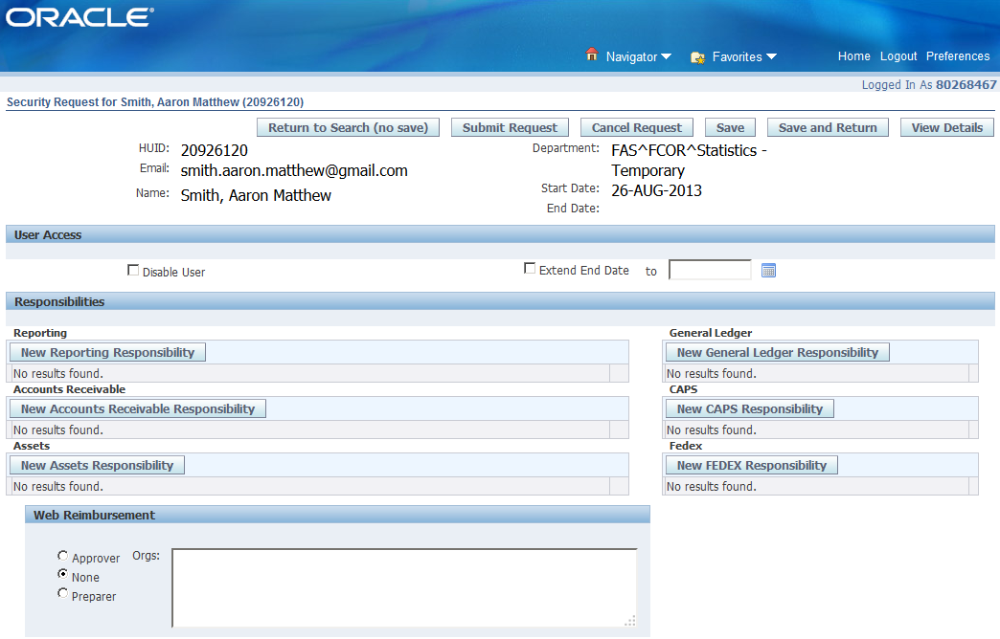 ORACLE®
Navigator Favorites Home Logout Preferences
Logged In As 80268467
Security Request for Smith, Aaron Matthew (20926120)
Return to Search (no save) Submit Request Cancel Request Save Save and Return View Details
HUID: 20926120 Department: FAS^FCOR^Statistics -
Email: smith.aaron.matthew@gmail.com Temporary
Name: Smith, Aaron Matthew Start Date: 26-AUG-2013
End Date:
User Access
Disable User Extend End Date to
Responsibilities
Reporting General Ledger
New Reporting Responsibility New General Ledger Responsibility
No results found. No results found.
Accounts Receivable CAPS
New Accounts Receivable Responsibility New CAPS Responsibility
No results found. No results found.
Assets Fedex
New Assets Responsibility New FEDEX Responsibility
No results found. No results found.
Web Reimbursement
Approver Orgs:
None
Preparer